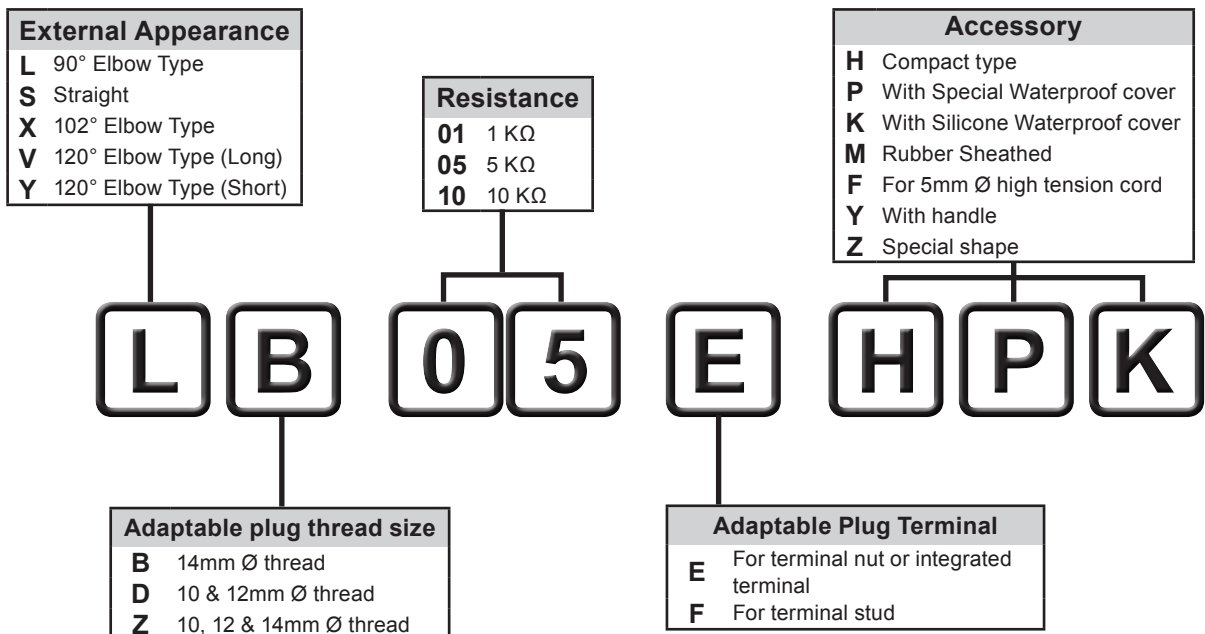 External Appearance
L 90° Elbow Type
S Straight
X 102° Elbow Type
V 120° Elbow Type (Long)
Y 120° Elbow Type (Short)
Resistance
01 1 KΩ
05 5 KΩ
10 10 KΩ
Accessory
H Compact type
P With Special Waterproof cover
K With Silicone Waterproof cover
M Rubber Sheathed
F For 5mm Ø high tension cord
Y With handle
Z Special shape
L B 0 5 E H P K
Adaptable plug thread size
B 14mm Ø thread
D 10 & 12mm Ø thread
Z 10, 12 & 14mm Ø thread
Adaptable Plug Terminal
E For terminal nut or integrated
terminal
F For terminal stud